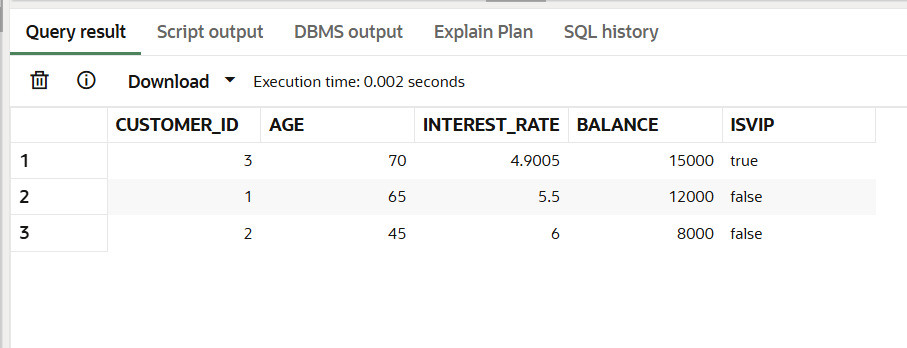 Query result Script output DBMS output Explain Plan SQL history
Download Execution time: 0.002 seconds
CUSTOMER_ID AGE INTEREST_RATE BALANCE ISVIP
1 3 70 4.9005 15000 true
2 1 65 5.5 12000 false
3 2 45 6 8000 false